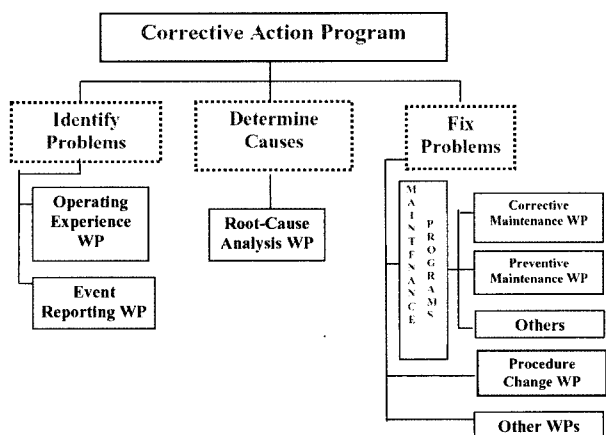 Corrective Action Program
Identify
Problems
Determine
Causes
Fix
Problems
Operating
Experience
WP
Event
Reporting WP
Root-Cause
Analysis WP
MAINTENANCE
PROGRAMS
Corrective
Maintenance WP
Preventive
Maintenance WP
Others
Procedure
Change WP
Other WPs